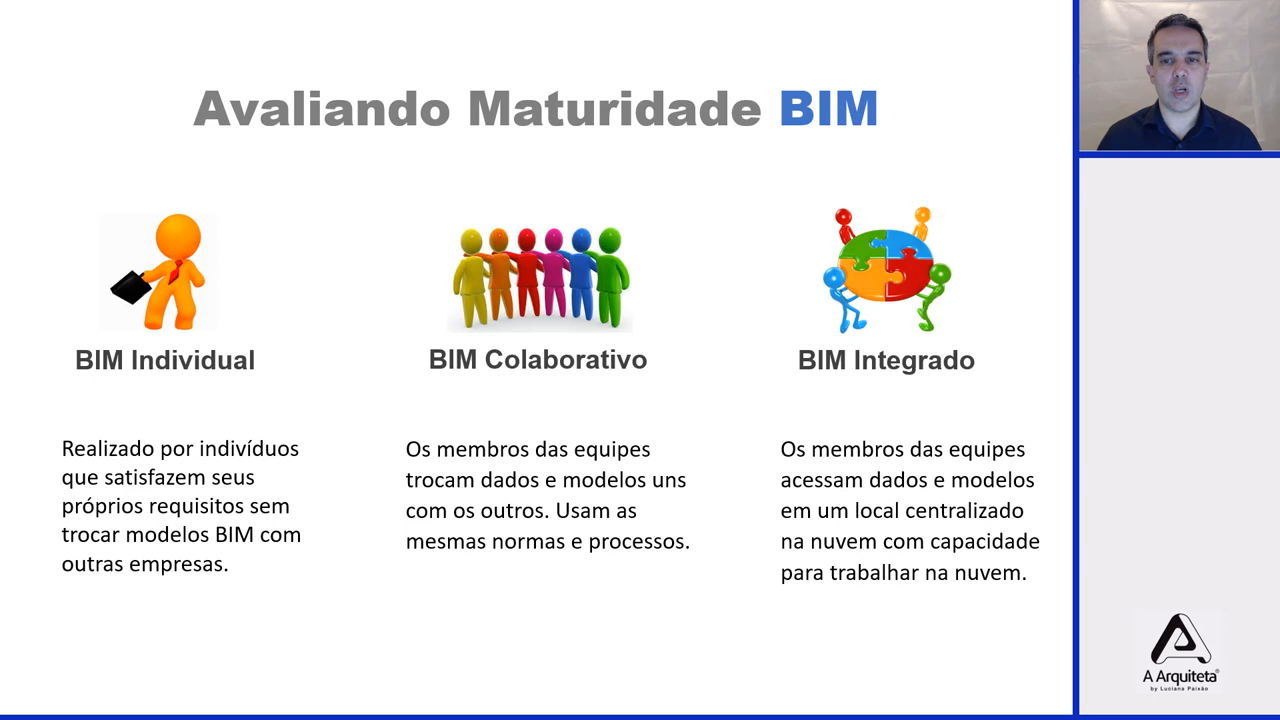 Avaliando Maturidade BIM
BIM Individual
Realizado por indivíduos
que satisfazem seus
próprios requisitos sem
trocar modelos BIM com
outras empresas.
BIM Colaborativo
Os membros das equipes
trocam dados e modelos uns
com os outros. Usam as
mesmas normas e processos.
BIM Integrado
Os membros das equipes
acessam dados e modelos
em um local centralizado
na nuvem com capacidade
para trabalhar na nuvem.
A Arquiteta®
by Luciana Paixão